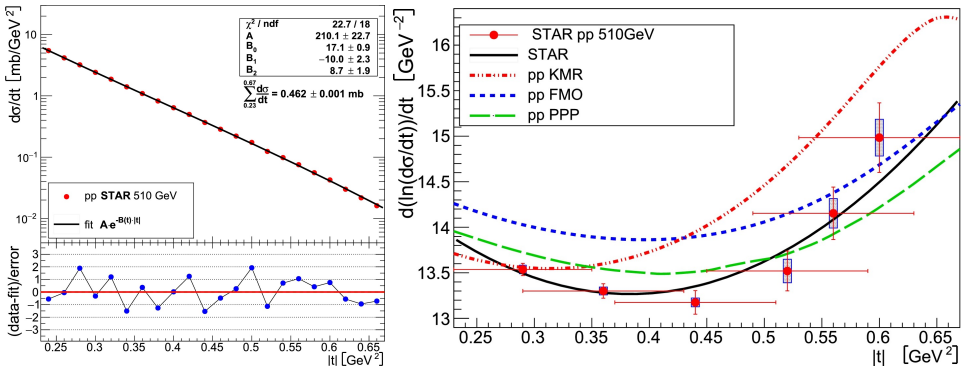 dσ/dt [mb/GeV²]
10
1
10⁻¹
10⁻²
χ² / ndf 22.7 / 18
A 210.1 ± 22.7
B₀ 17.1 ± 0.9
B₁ −10.0 ± 2.3
B₂ 8.7 ± 1.9
∑ 0.67 0.23 dσ/dt = 0.462 ± 0.001 mb
pp STAR 510 GeV
fit A·e^-B(t)·|t|
(data-fit)/error
3
2
1
0
−1
−2
−3
0.25 0.3 0.35 0.4 0.45 0.5 0.55 0.6 0.65
|t| [GeV²]
d(ln(dσ/dt))/dt [GeV⁻²]
16
15.5
15
14.5
14
13.5
13
STAR pp 510GeV
STAR
pp KMR
pp FMO
pp PPP
0.25 0.3 0.35 0.4 0.45 0.5 0.55 0.6 0.65
|t| [GeV²]